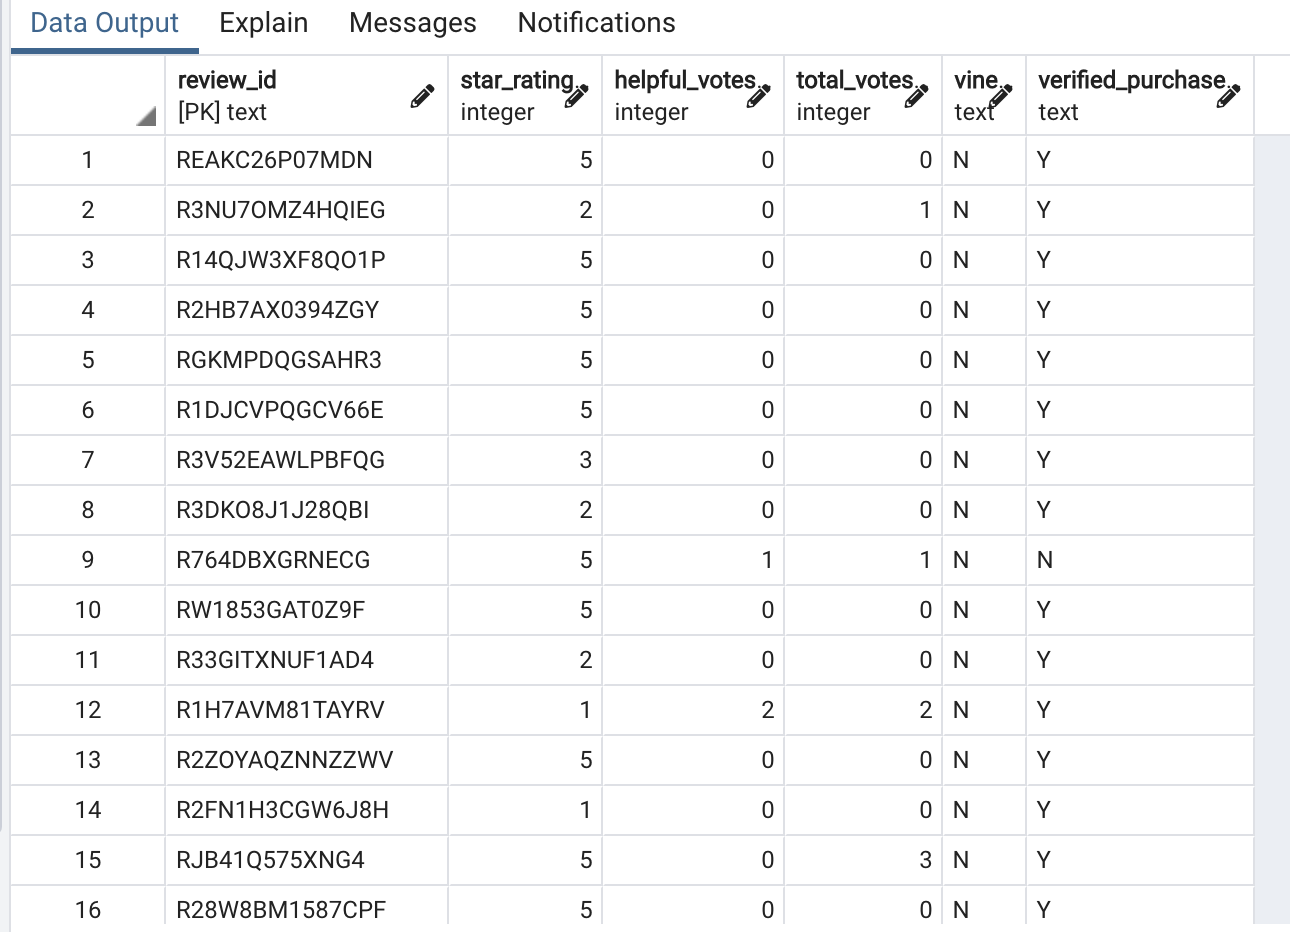 Data Output Explain Messages Notifications
review_id star_rating helpful_votes total_votes vine verified_purchase
[PK] text integer integer integer text text
1 REAKC26P07MDN 5 0 0 N Y
2 R3NU7OMZ4HQIEG 2 0 1 N Y
3 R14QJW3XF8QO1P 5 0 0 N Y
4 R2HB7AX0394ZGY 5 0 0 N Y
5 RGKMPDQGSAHR3 5 0 0 N Y
6 R1DJCVPQGCV66E 5 0 0 N Y
7 R3V52EAWLPBFQG 3 0 0 N Y
8 R3DKO8J1J28QBI 2 0 0 N Y
9 R764DBXGRNECG 5 1 1 N N
10 RW1853GAT0Z9F 5 0 0 N Y
11 R33GITXNUF1AD4 2 0 0 N Y
12 R1H7AVM81TAYRV 1 2 2 N Y
13 R2ZOYAQZNNZZWV 5 0 0 N Y
14 R2FN1H3CGW6J8H 1 0 0 N Y
15 RJB41Q575XNG4 5 0 3 N Y
16 R28W8BM1587CPF 5 0 0 N Y